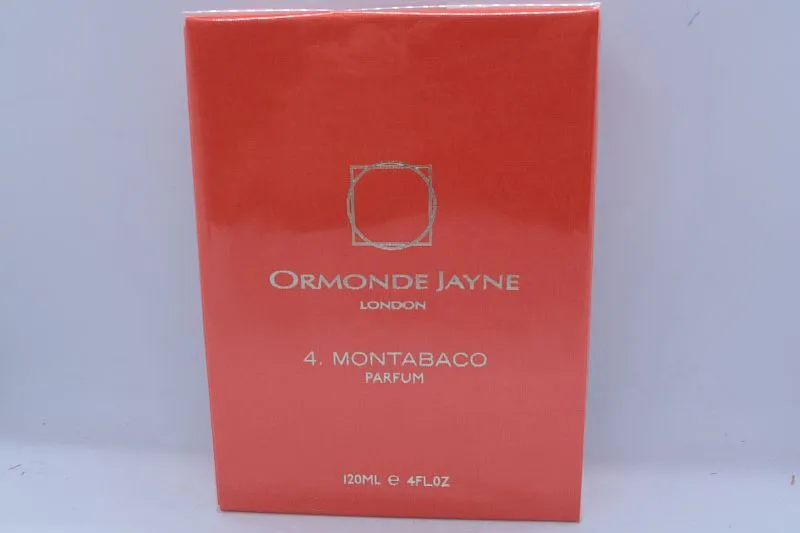 ORMONDE JAYNE
LONDON
4. MONTABACO
PARFUM
120ML ℮ 4FL.OZ